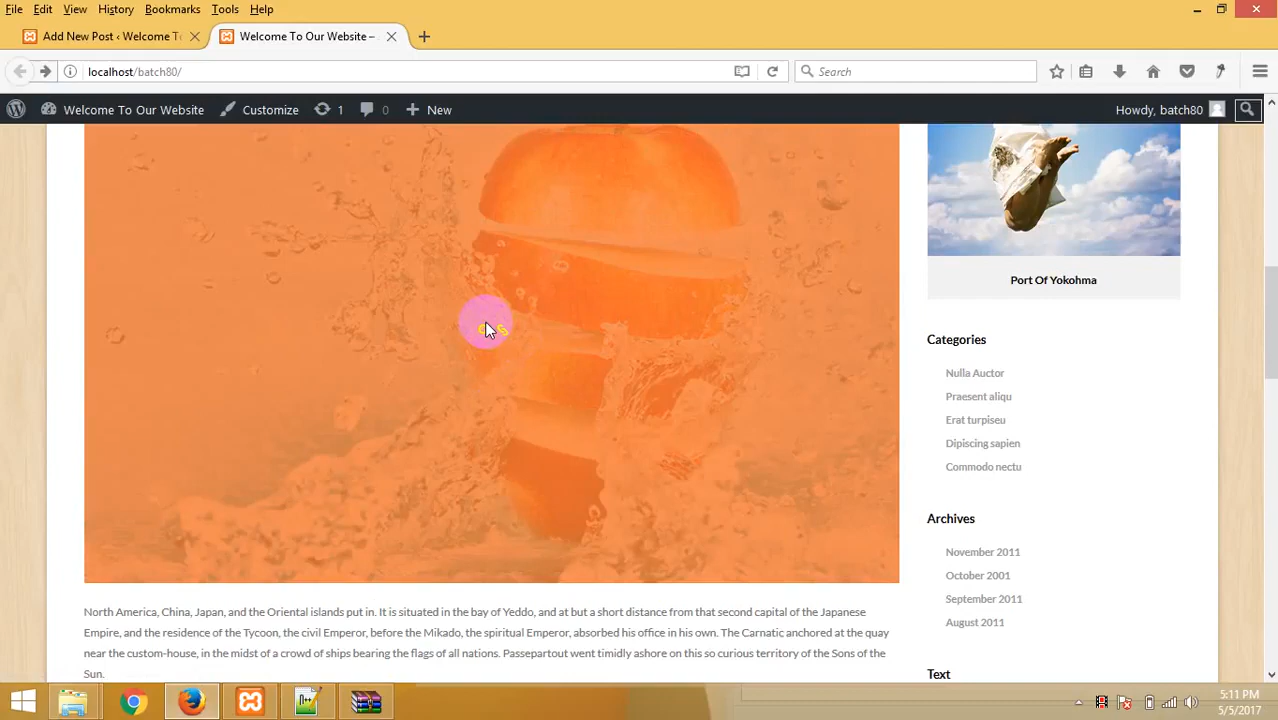 File Edit View History Bookmarks Tools Help
Add New Post ‹ Welcome T
Welcome To Our Website –
localhost/batch80/
Search
Welcome To Our Website Customize 1 0 New
Howdy, batch80
Port Of Yokohma
Categories
Nulla Auctor
Praesent aliqu
Erat turpiseu
Dipiscing sapien
Commodo nectu
Archives
November 2011
October 2001
September 2011
August 2011
Text
North America, China, Japan, and the Oriental islands put in. It is situated in the bay of Yeddo, and at but a short distance from that second capital of the Japanese
Empire, and the residence of the Tycoon, the civil Emperor, before the Mikado, the spiritual Emperor, absorbed his office in his own. The Carnatic anchored at the quay
near the custom-house, in the midst of a crowd of ships bearing the flags of all nations. Passepartout went timidly ashore on this so curious territory of the Sons of the
Sun.
5:11 PM
5/5/2017